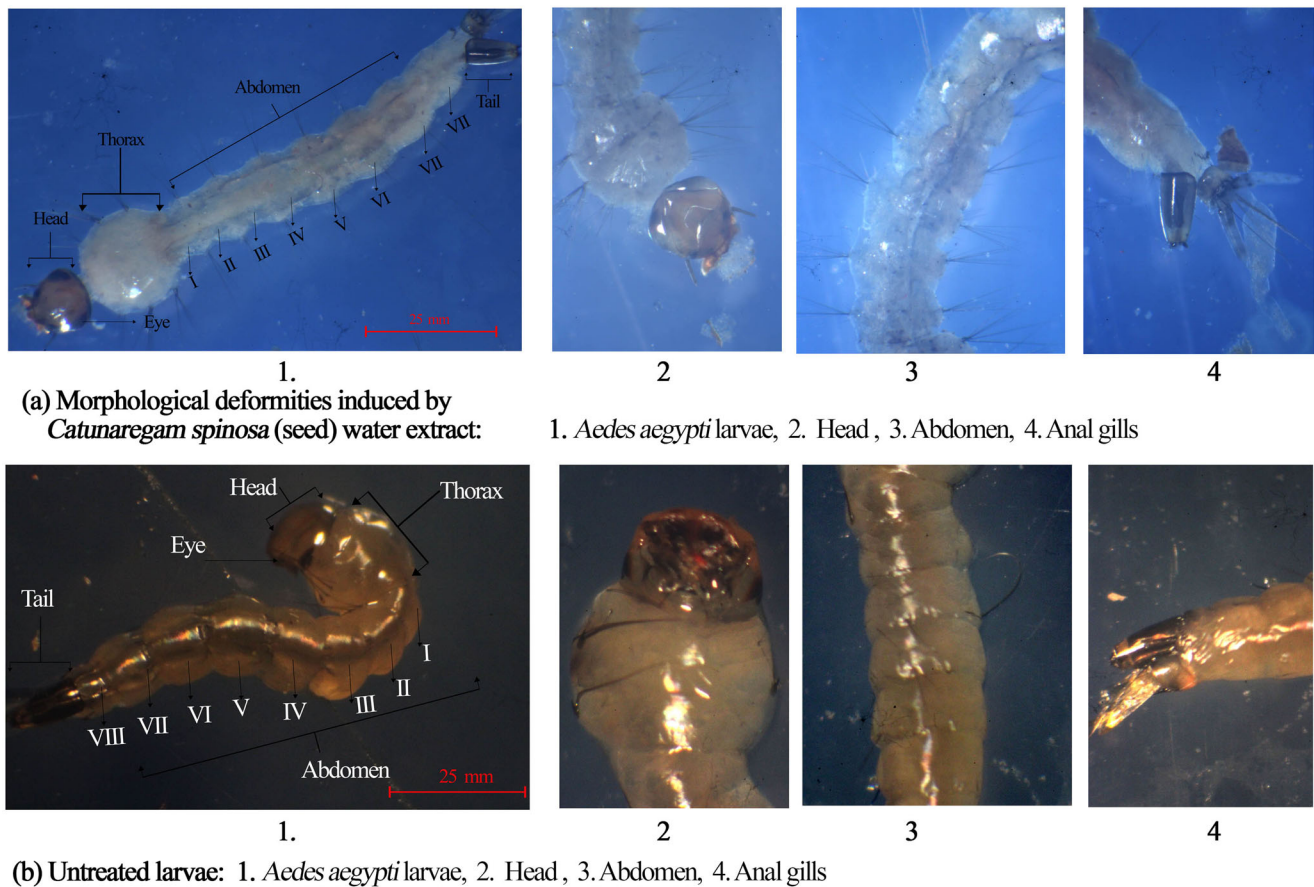 Abdomen
Tail
Thorax
Head
Eye
I
II
III
IV
V
VI
VII
VII
25 mm
1.
2
3
4
(a) Morphological deformities induced by
Catunaregam spinosa (seed) water extract: 1. Aedes aegypti larvae, 2. Head , 3. Abdomen, 4. Anal gills
Head
Thorax
Eye
Tail
I
II
III
IV
V
VI
VII
VIII
Abdomen
25 mm
1.
2
3
4
(b) Untreated larvae: 1. Aedes aegypti larvae, 2. Head , 3. Abdomen, 4. Anal gills